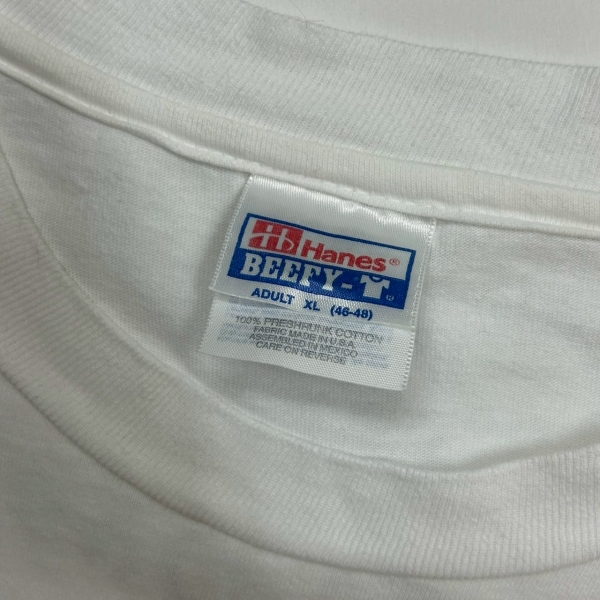 Hanes®
BEEFY-T®
ADULT XL (46-48)
100% PRESHRUNK COTTON
FABRIC MADE IN U.S.A.
ASSEMBLED IN MEXICO
CARE ON REVERSE